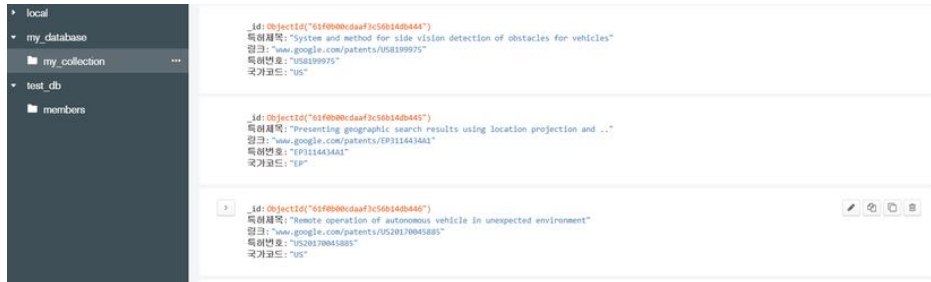 local
my_database
my_collection
test_db
members
_id: ObjectId("61f0b00cdaaf3c56b14db444")
특허제목: "System and method for side vision detection of obstacles for vehicles"
링크: "www.google.com/patents/US8199975"
특허번호: "US8199975"
국가코드: "US"
_id: ObjectId("61f0b00cdaaf3c56b14db445")
특허제목: "Presenting geographic search results using location projection and .."
링크: "www.google.com/patents/EP3114434A1"
특허번호: "EP3114434A1"
국가코드: "EP"
_id: ObjectId("61f0b00cdaaf3c56b14db446")
특허제목: "Remote operation of autonomous vehicle in unexpected environment"
링크: "www.google.com/patents/US20170045885"
특허번호: "US20170045885"
국가코드: "US"